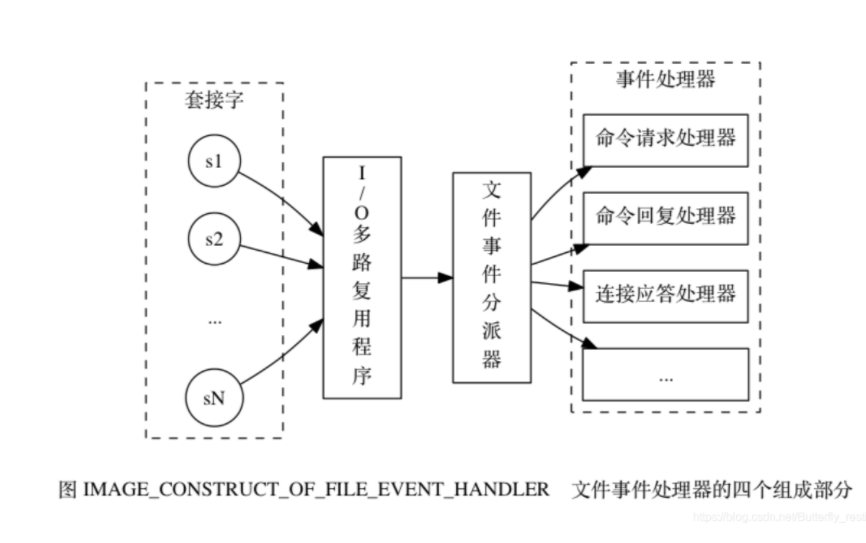 套接字
s1
s2
...
sN
I/O多路复用程序
文件事件分派器
事件处理器
命令请求处理器
命令回复处理器
连接应答处理器
...
图 IMAGE_CONSTRUCT_OF_FILE_EVENT_HANDLER 文件事件处理器的四个组成部分
https://blog.csdn.net/Butterfly_resti